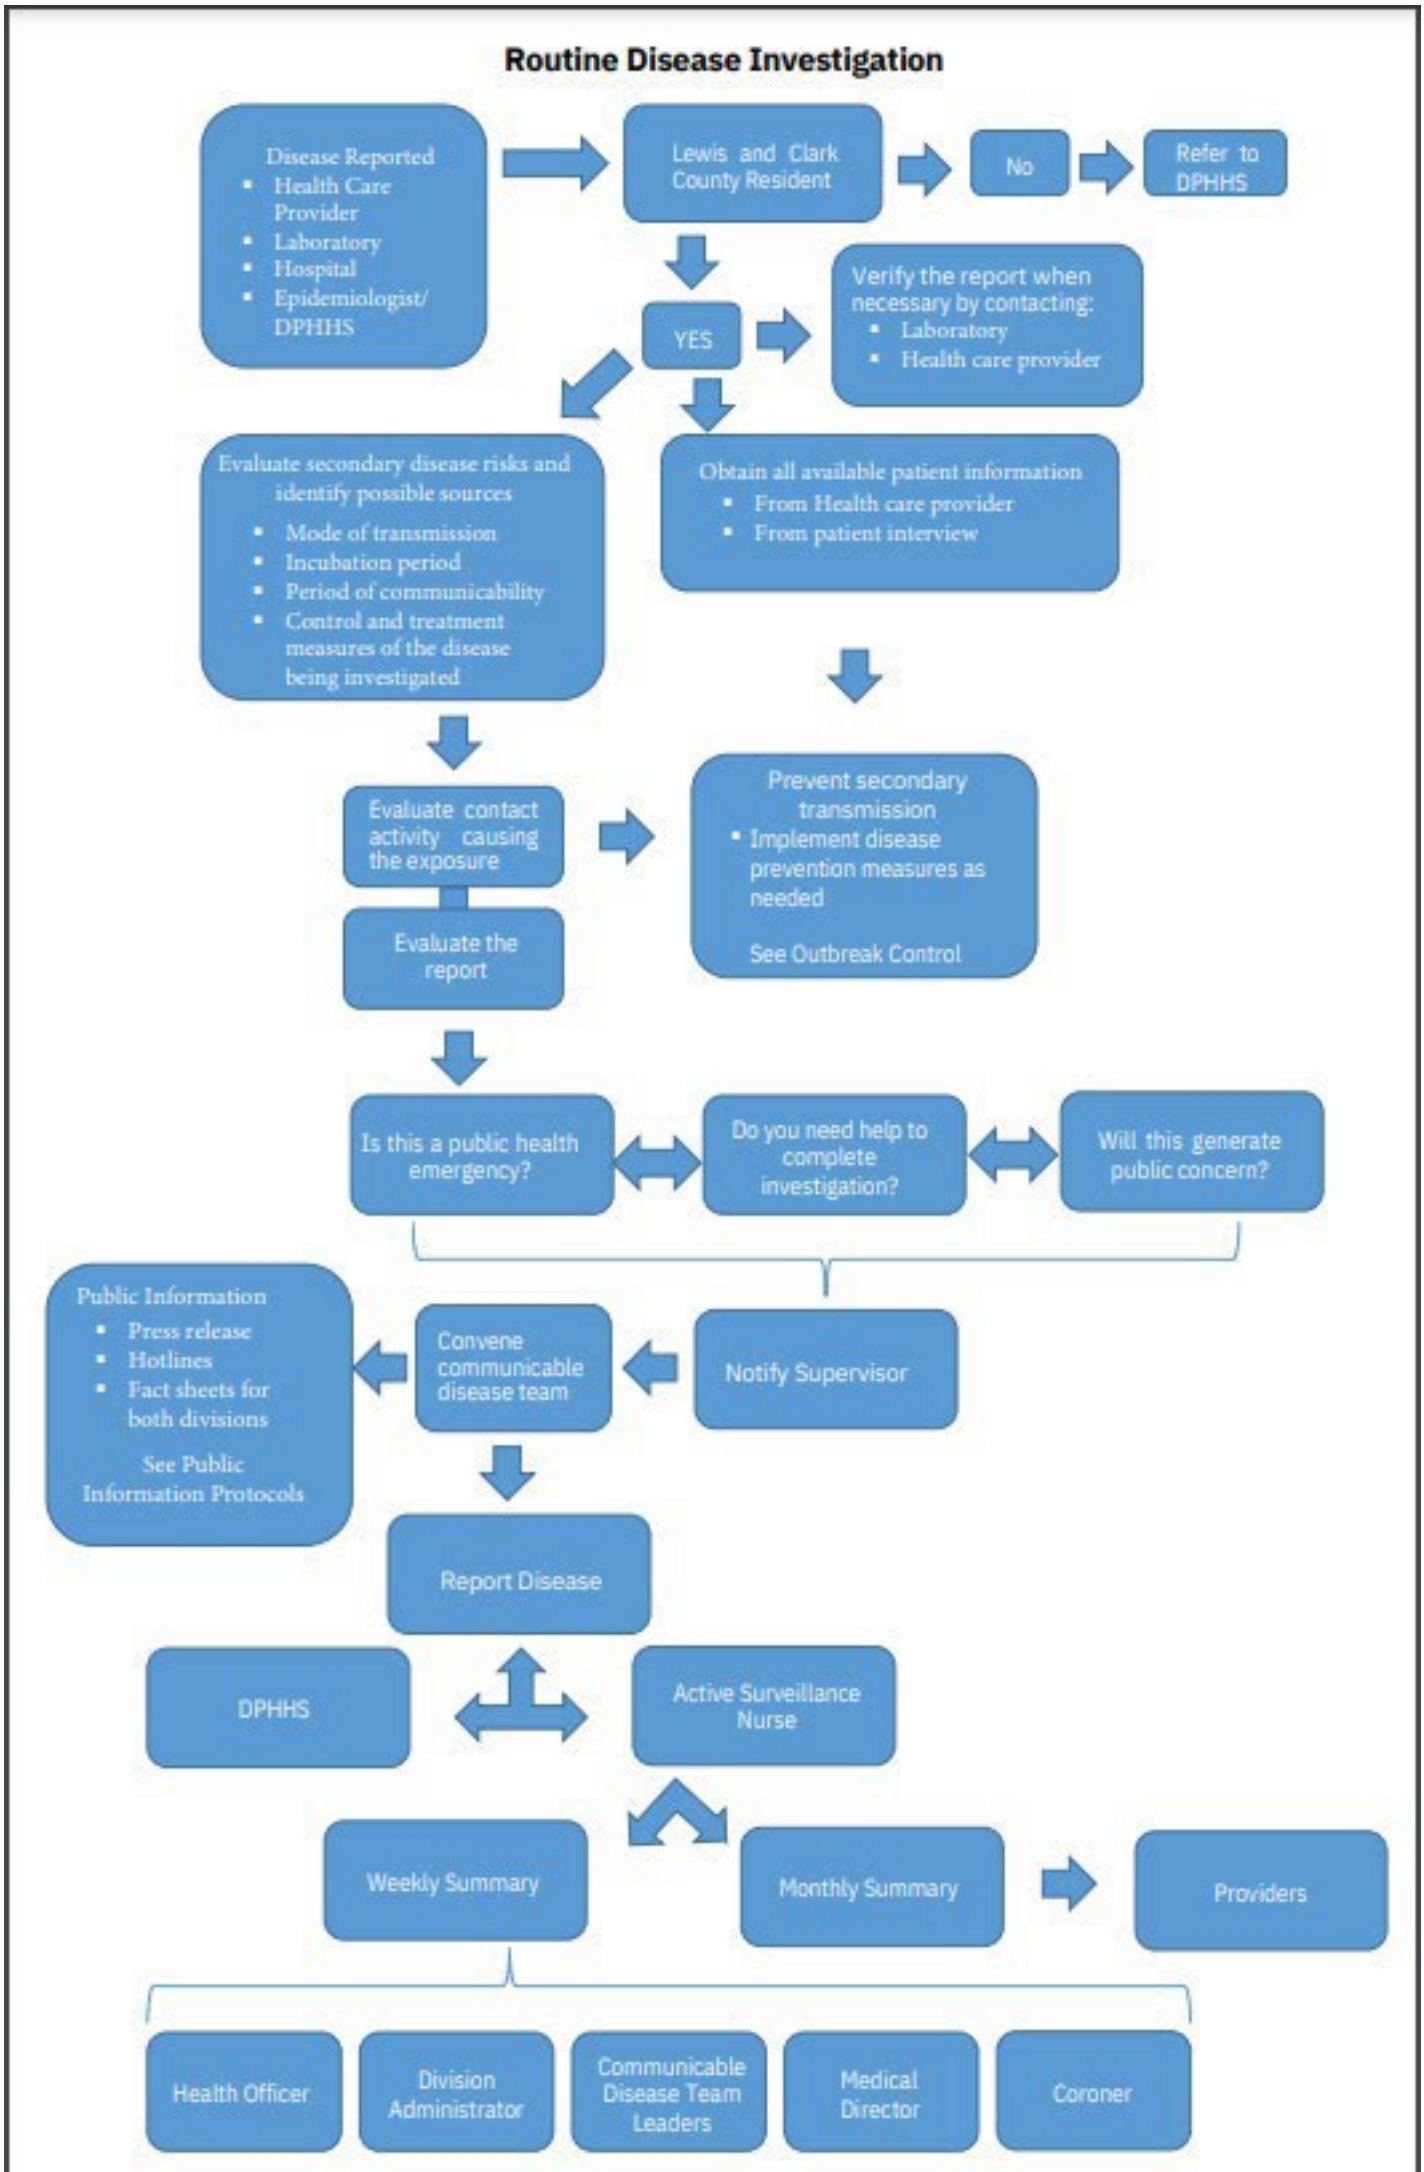 Routine Disease Investigation
Disease Reported
▪ Health Care
Provider
▪ Laboratory
▪ Hospital
▪ Epidemiologist/
DPHHS
Lewis and Clark
County Resident
No
Refer to
DPHHS
YES
Verify the report when
necessary by contacting:
▪ Laboratory
▪ Health care provider
Evaluate secondary disease risks and
identify possible sources
▪ Mode of transmission
▪ Incubation period
▪ Period of communicability
▪ Control and treatment
measures of the disease
being investigated
Obtain all available patient information
▪ From Health care provider
▪ From patient interview
Evaluate contact
activity causing
the exposure
Prevent secondary
transmission
▪ Implement disease
prevention measures as
needed
See Outbreak Control
Evaluate the
report
Is this a public health
emergency?
Do you need help to
complete
investigation?
Will this generate
public concern?
Public Information
▪ Press release
▪ Hotlines
▪ Fact sheets for
both divisions
See Public
Information Protocols
Convene
communicable
disease team
Notify Supervisor
Report Disease
DPHHS
Active Surveillance
Nurse
Weekly Summary
Monthly Summary
Providers
Health Officer
Division
Administrator
Communicable
Disease Team
Leaders
Medical
Director
Coroner